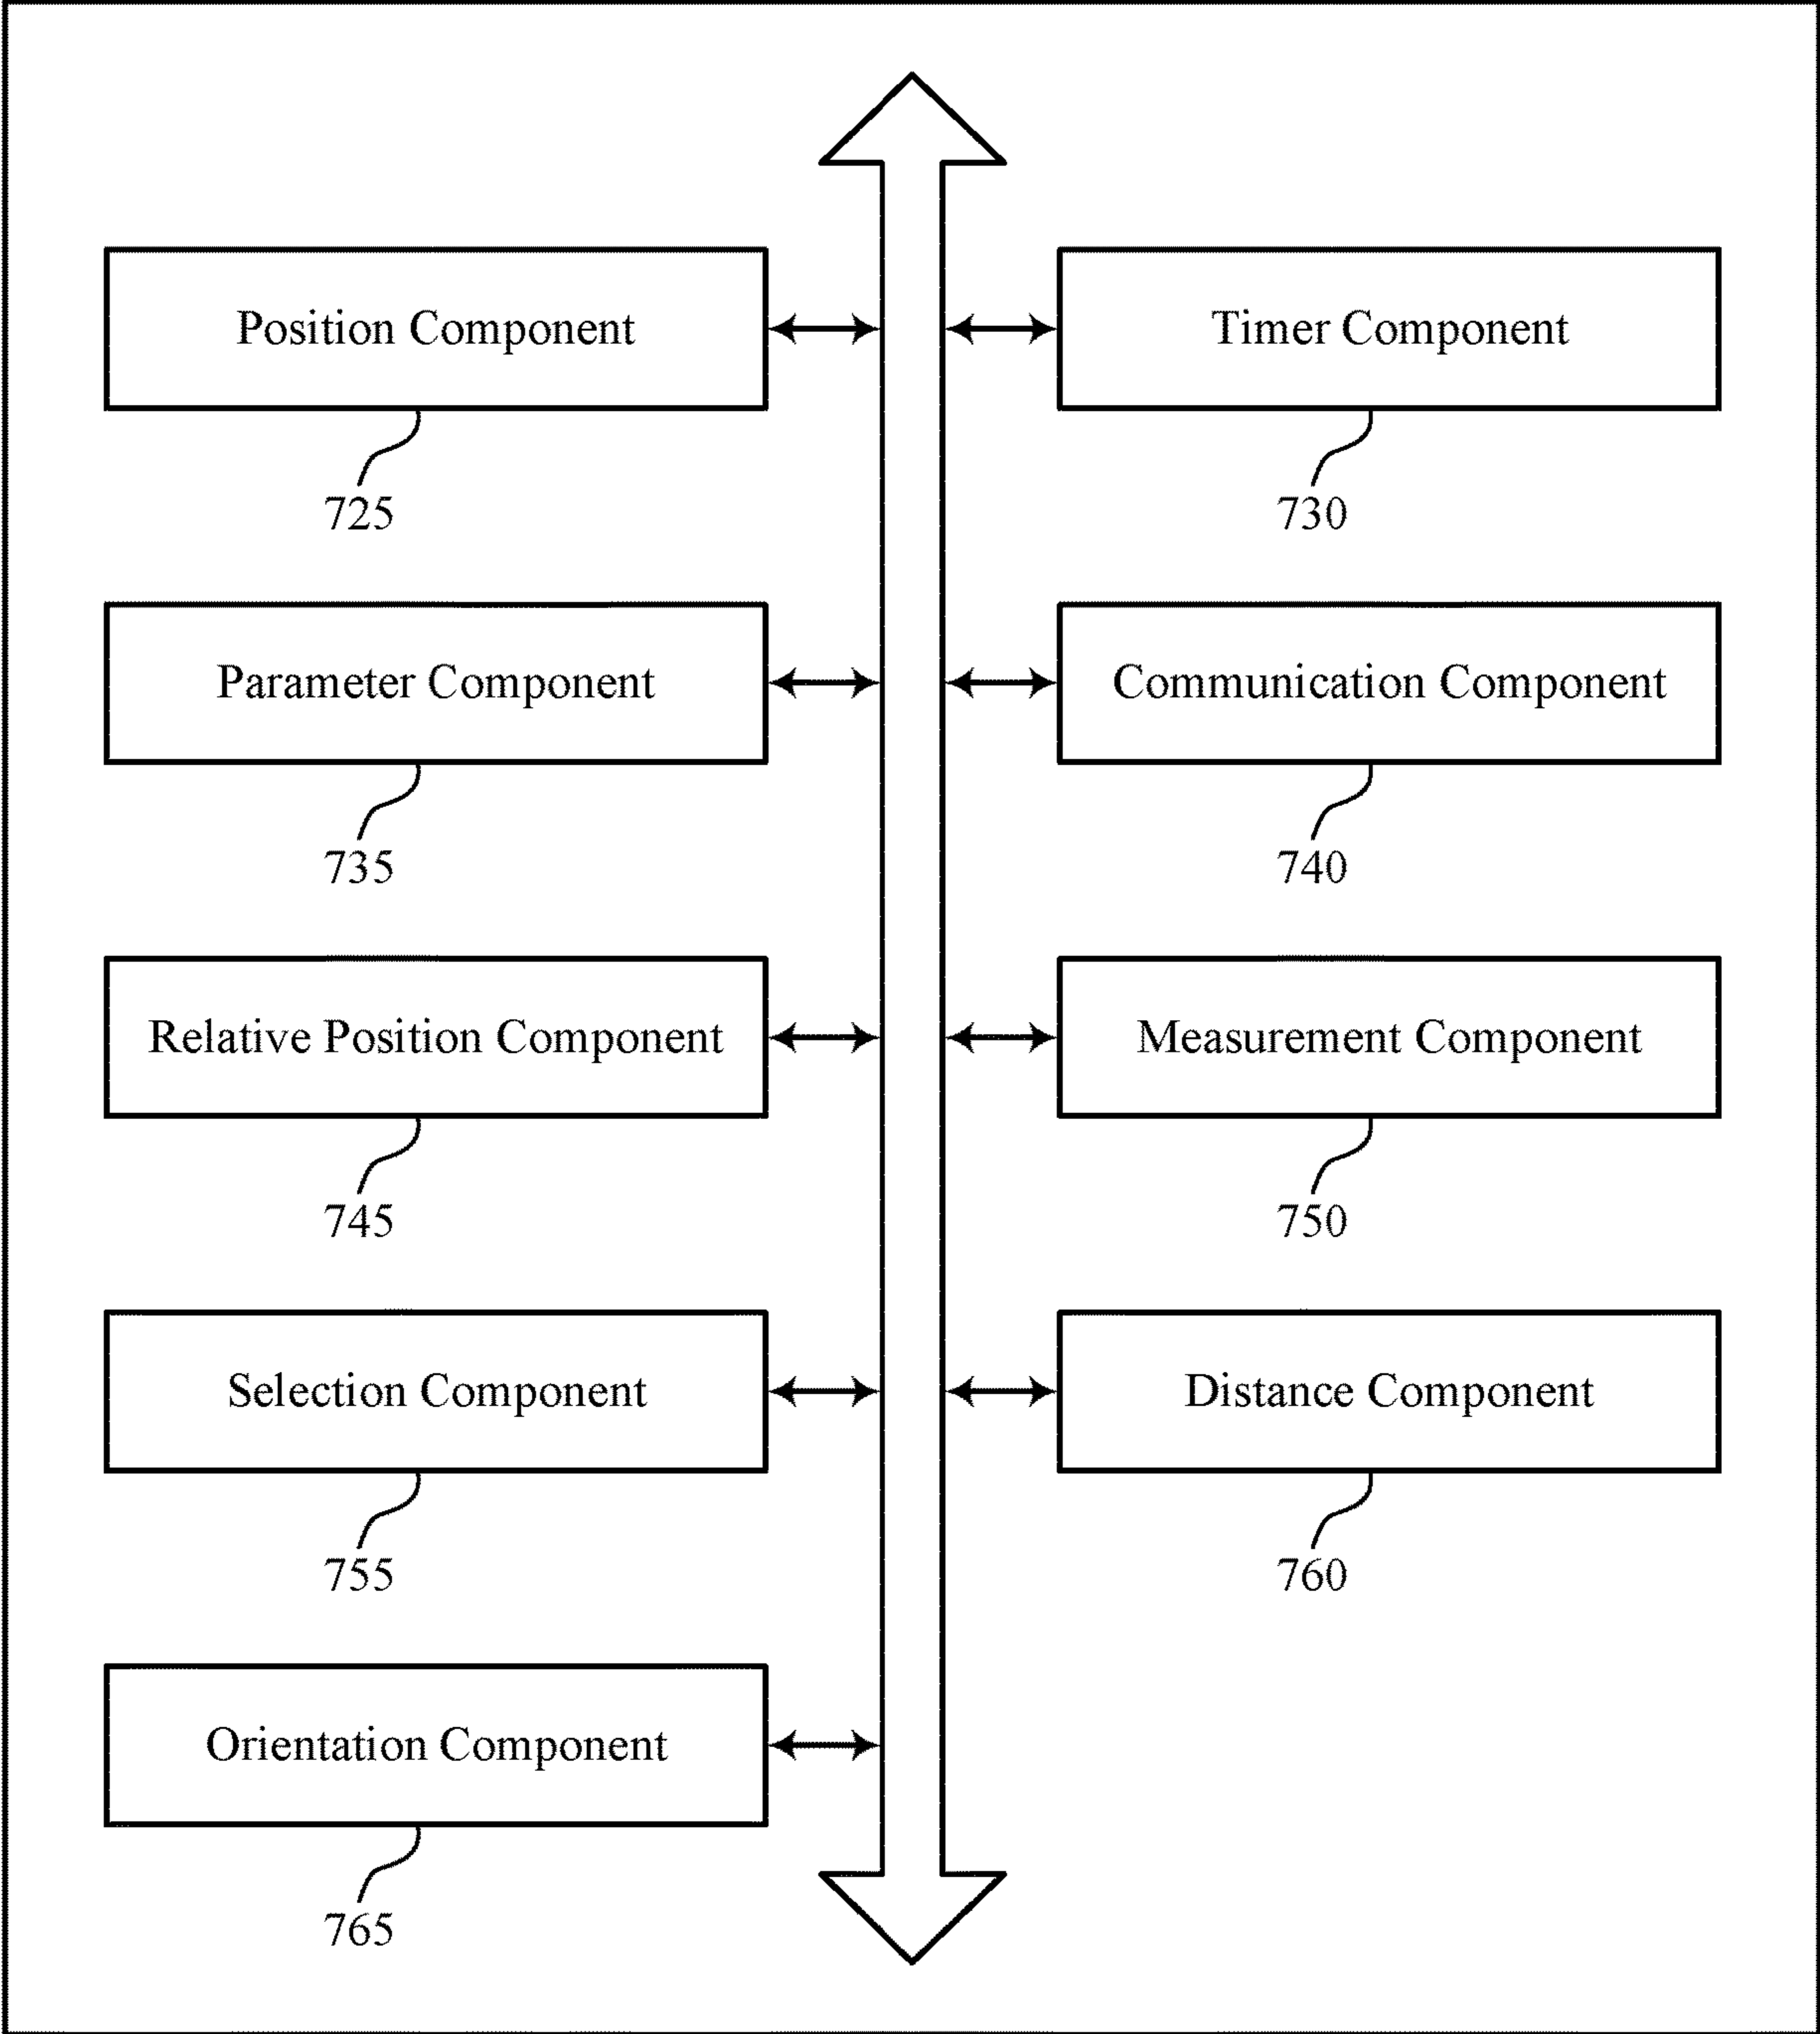 Position Component
725
Timer Component
730
Parameter Component
735
Communication Component
740
Relative Position Component
745
Measurement Component
750
Selection Component
755
Distance Component
760
Orientation Component
765